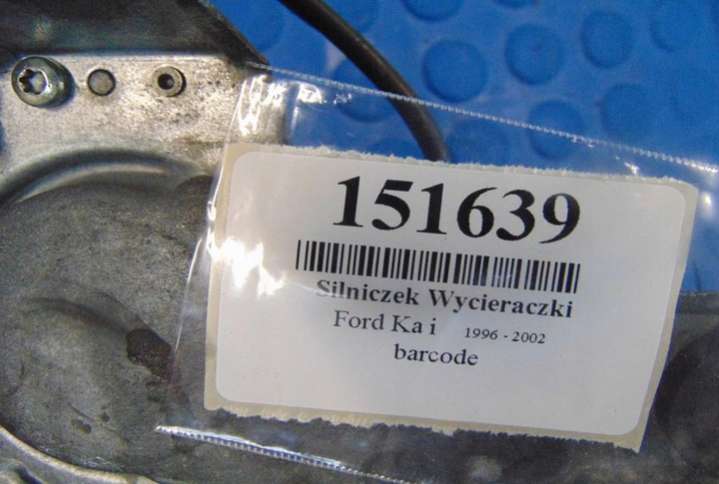 151639
Silniczek Wycieraczki
Ford Ka i 1996 - 2002
barcode